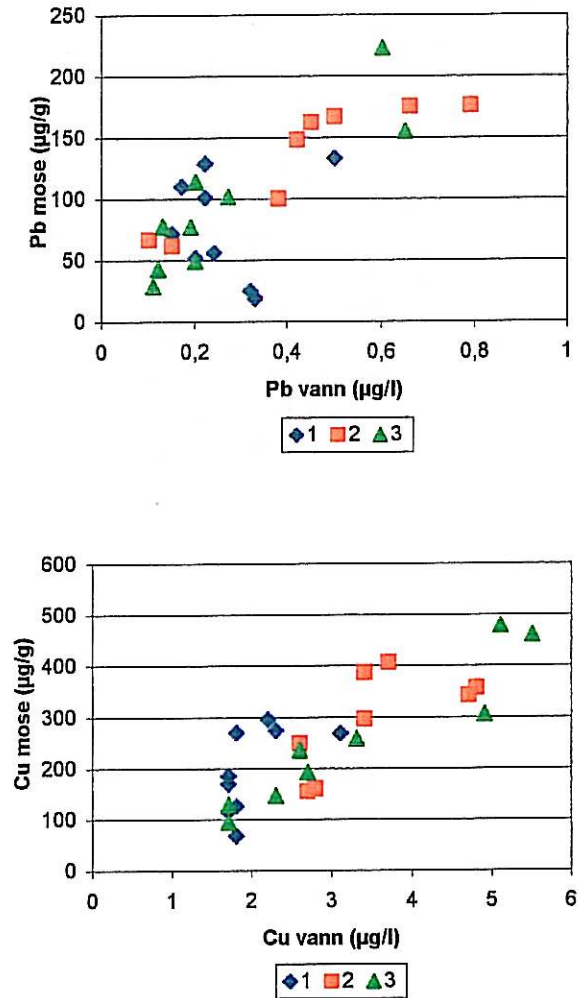 250
200
150
100
50
0
Pb mose (µg/g)
0 0,2 0,4 0,6 0,8 1
Pb vann (µg/l)
1 2 3
600
500
400
300
200
100
0
Cu mose (µg/g)
0 1 2 3 4 5 6
Cu vann (µg/l)
1 2 3